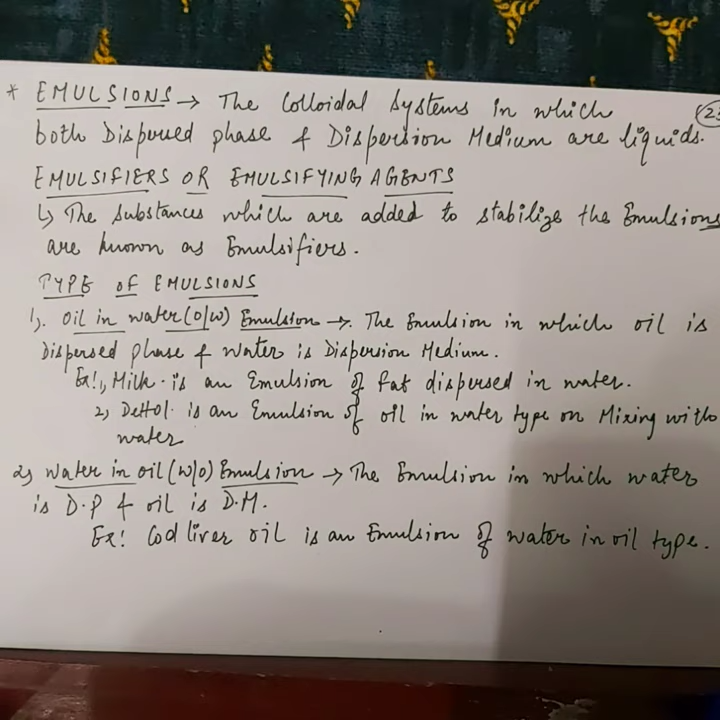 * EMULSIONS → The Colloidal Systems in which
both Dispersed phase & Dispersion Medium are liquids.
EMULSIFIERS OR EMULSIFYING AGENTS
↳ The Substances which are added to stabilize the Emulsions
are known as Emulsifiers.
TYPE OF EMULSIONS
1). Oil in water (O/W) Emulsion → The Emulsion in which oil is
Dispersed phase & water is Dispersion Medium.
Ex!, Milk is an Emulsion of fat dispersed in water.
2, Dettol is an Emulsion of oil in water type on Mixing with
water
2) Water in oil (W/O) Emulsion → The Emulsion in which water
is D.P & oil is D.M.
Ex! Cod liver oil is an Emulsion of water in oil type.